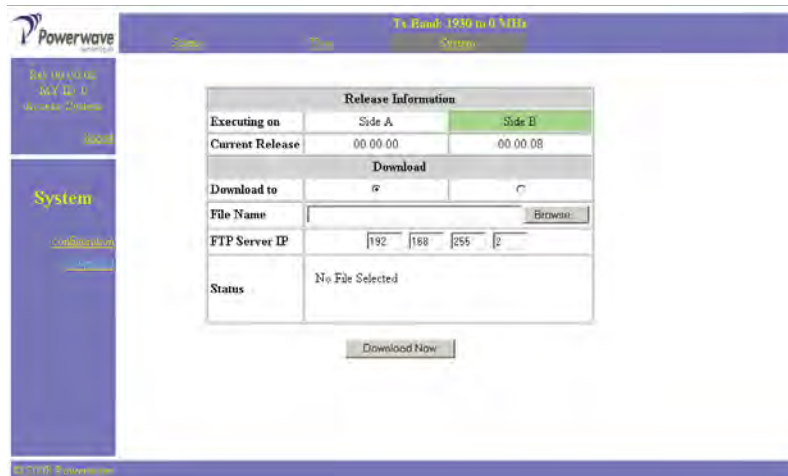 Powerwave
Tx Band: 1930 to 0 MHz
System
Release Information
Executing on Side A Side B
Current Release 00.00.00 00.00.08
Download
Download to
File Name Browse...
FTP Server IP 192 168 255 2
Status No File Selected
Download Now
System
Configuration